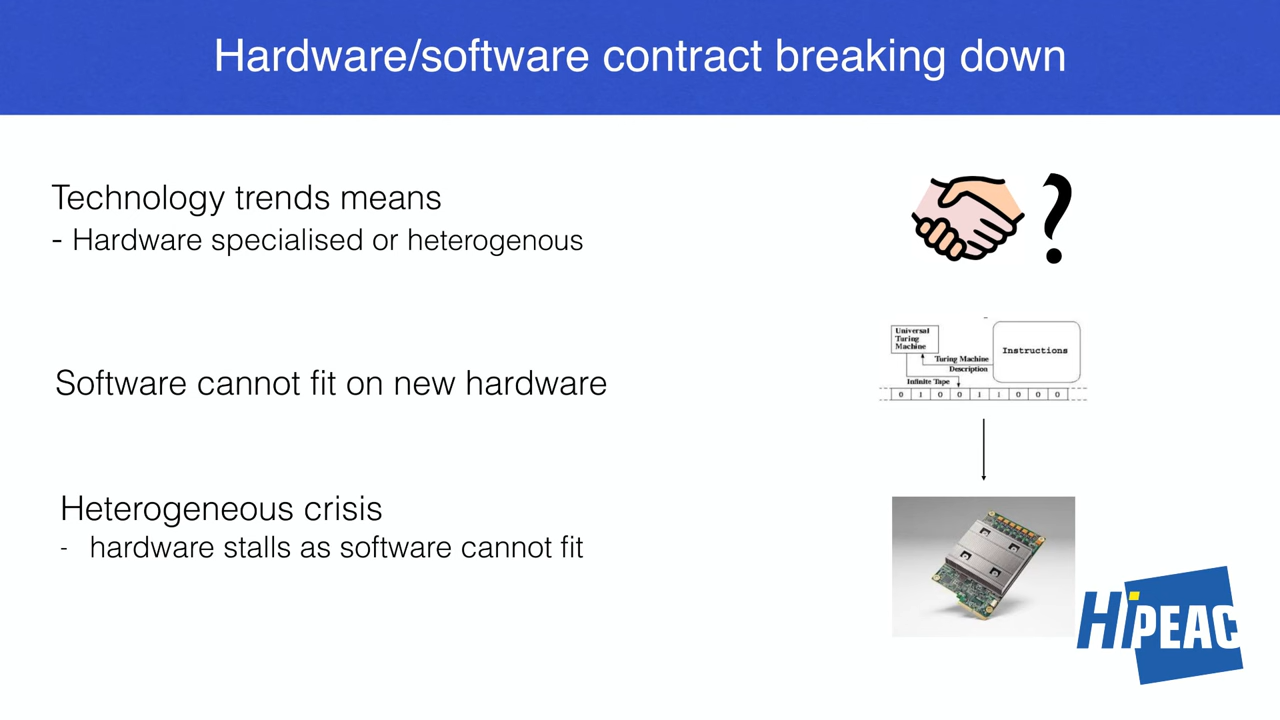 Hardware/software contract breaking down
Technology trends means
- Hardware specialised or heterogenous
?
Universal
Turing
Machine
Instructions
Turing Machine
Description
Infinite Tape
0 1 0 0 1 1 0 0 0
Software cannot fit on new hardware
Heterogeneous crisis
- hardware stalls as software cannot fit
HiPEAC